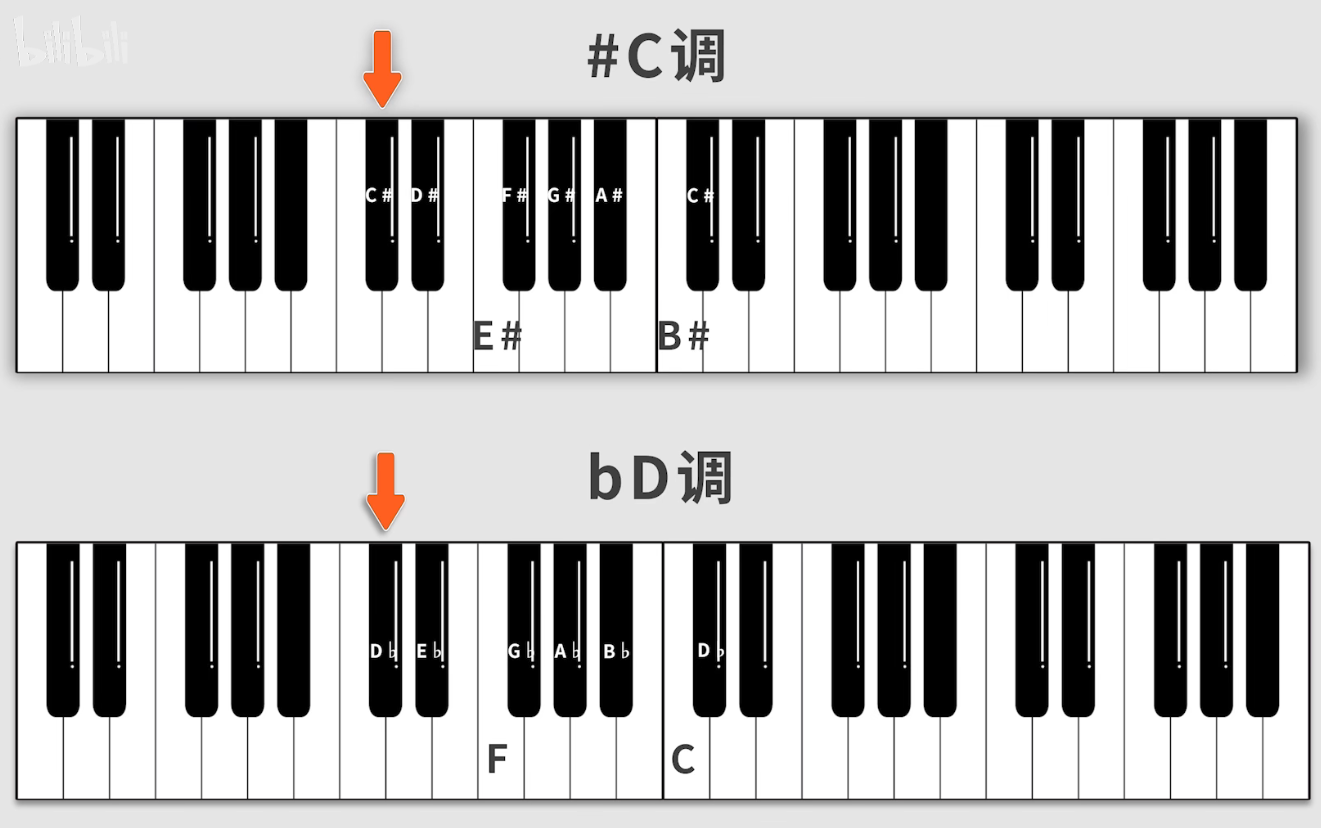 bilibili
#C调
C# D# F# G# A# C#
E# B#
bD调
D♭ E♭ G♭ A♭ B♭ D♭
F C